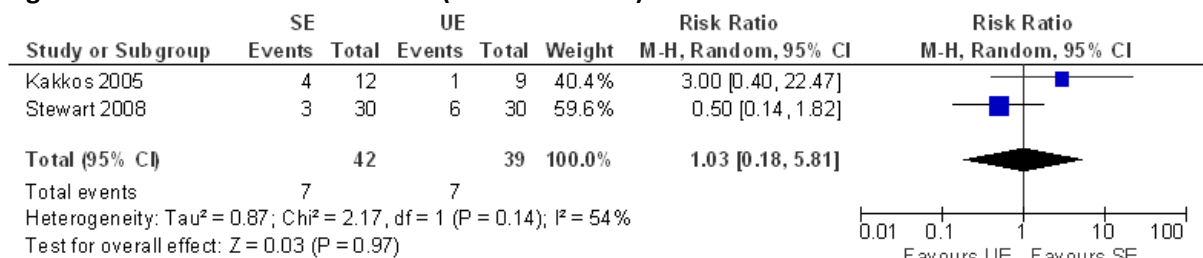 SE UE Risk Ratio Risk Ratio
Study or Subgroup Events Total Events Total Weight M-H, Random, 95% CI M-H, Random, 95% CI
Kakkos 2005 4 12 1 9 40.4% 3.00 [0.40, 22.47]
Stewart 2008 3 30 6 30 59.6% 0.50 [0.14, 1.82]
Total (95% CI) 42 39 100.0% 1.03 [0.18, 5.81]
Total events 7 7
Heterogeneity: Tau² = 0.87; Chi² = 2.17, df = 1 (P = 0.14); I² = 54%
Test for overall effect: Z = 0.03 (P = 0.97)
0.01 0.1 1 10 100
Favours UE Favours SE